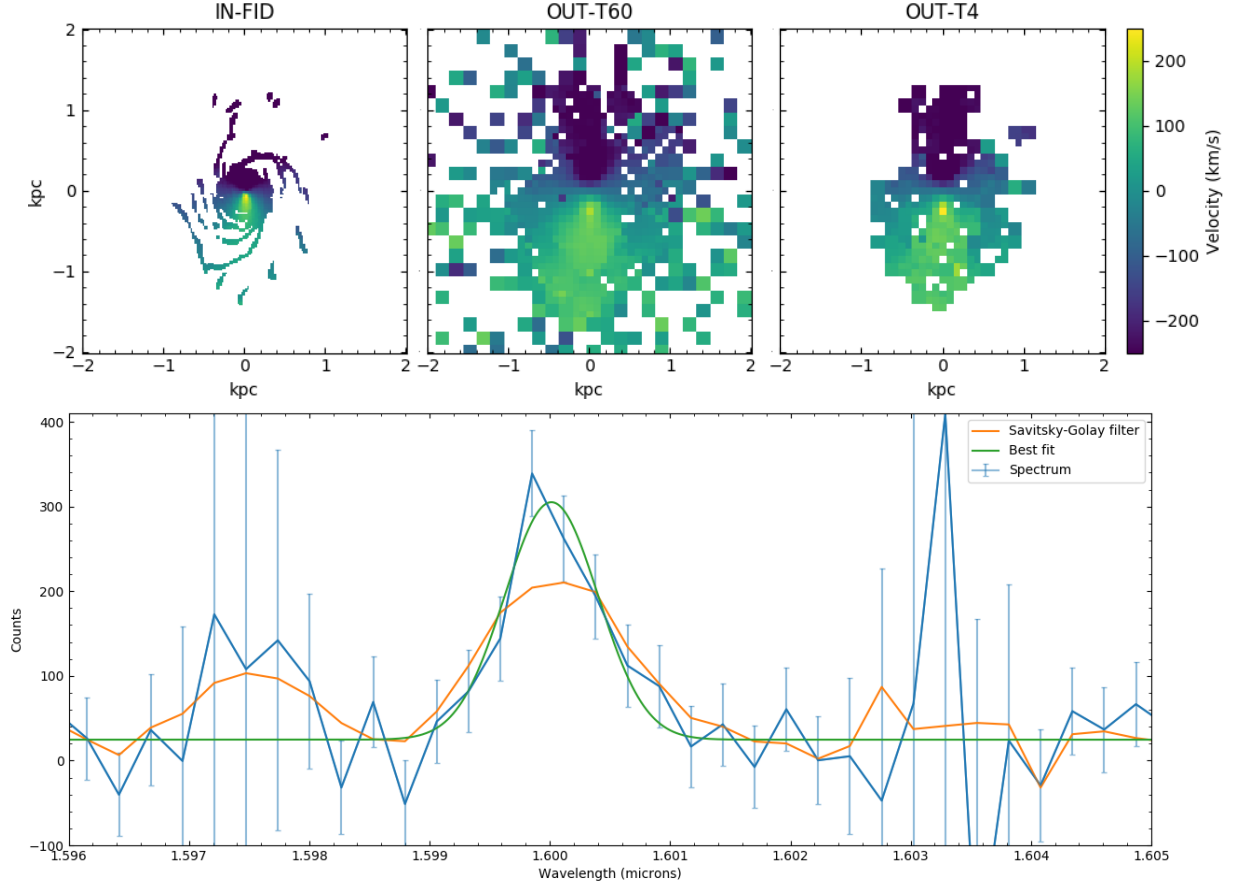 IN-FID OUT-T60 OUT-T4
2
1
0
−1
−2
kpc
−2 −1 0 1 2 −2 −1 0 1 2 −2 −1 0 1 2
kpc kpc kpc
200
100
0
−100
−200
Velocity (km/s)
400
300
200
100
0
−100
Counts
Savitsky-Golay filter
Best fit
Spectrum
1.596 1.597 1.598 1.599 1.600 1.601 1.602 1.603 1.604 1.605
Wavelength (microns)